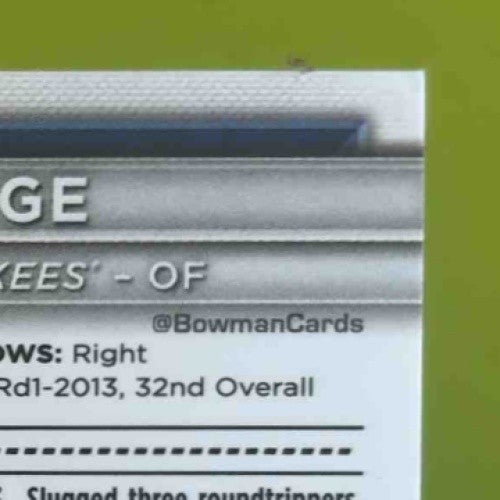 GE
KEES' – OF
@BowmanCards
OWS: Right
Rd1-2013, 32nd Overall
Slugged three roundtrippers